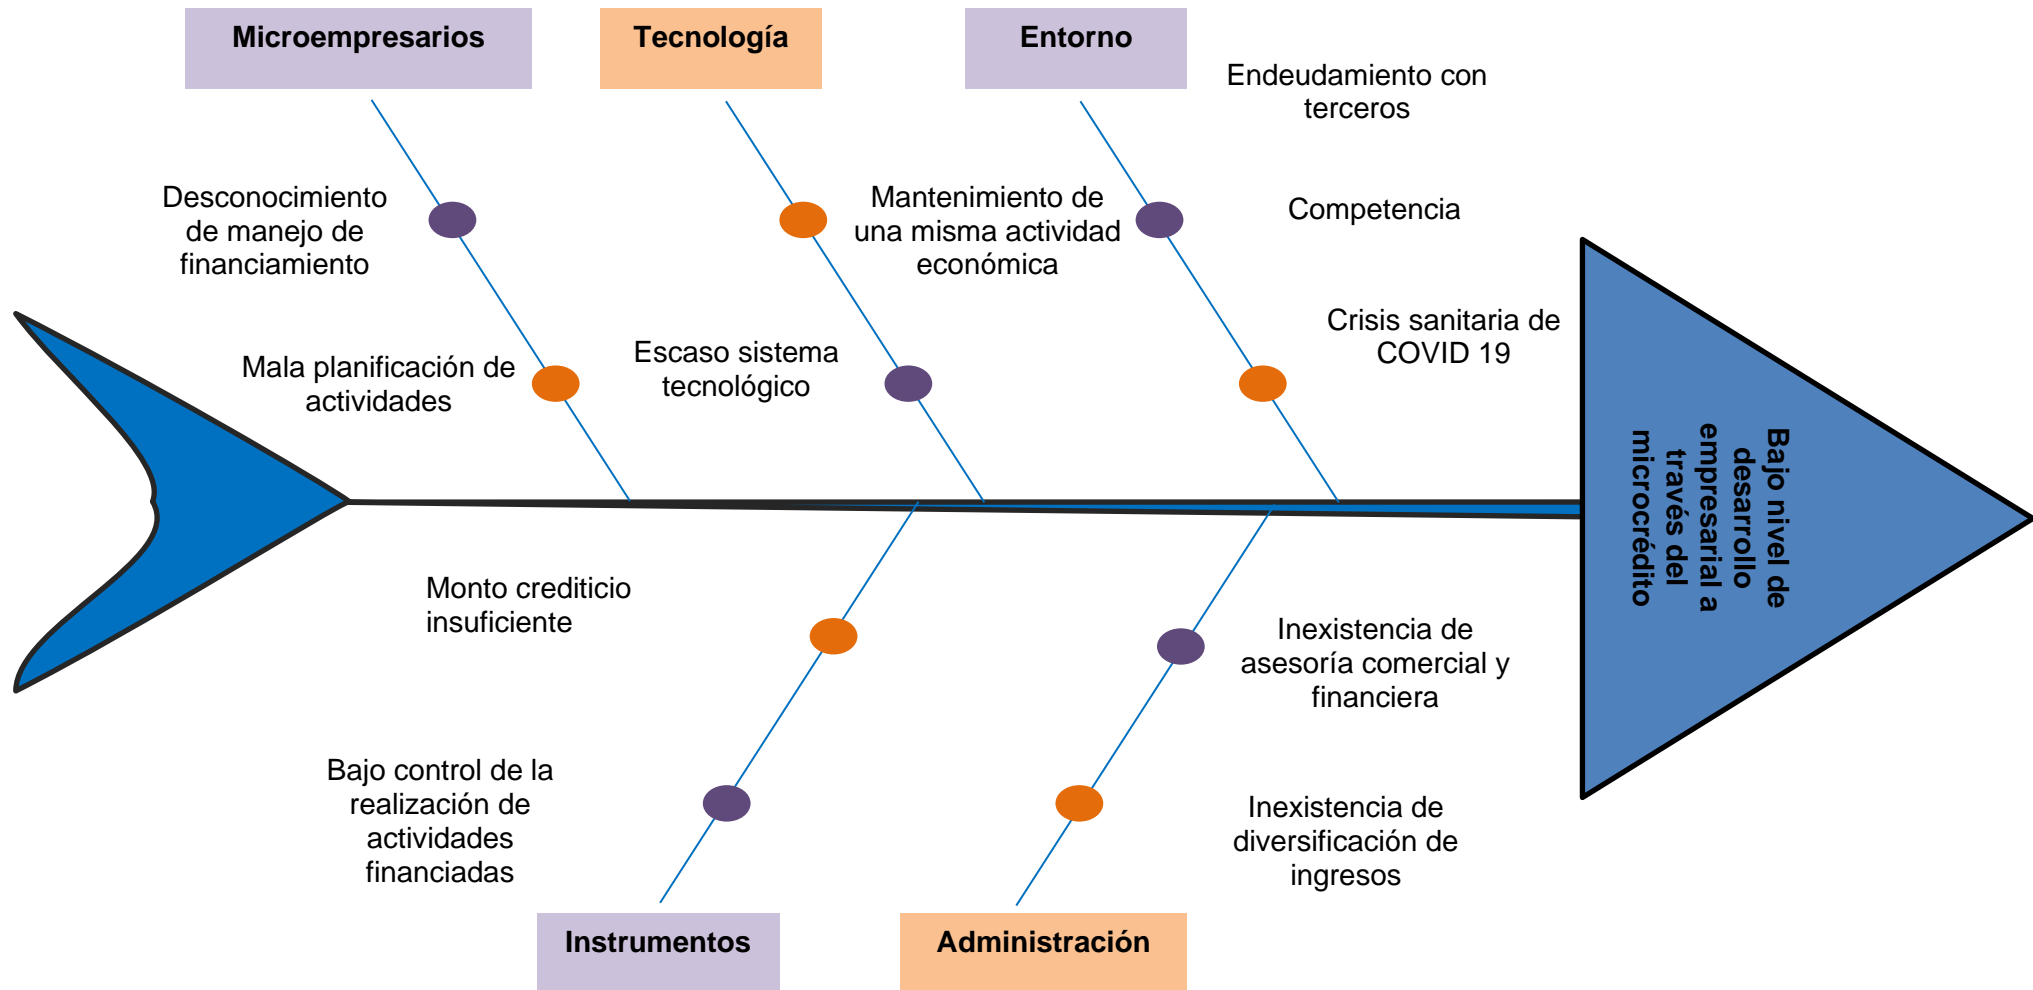 Microempresarios
Tecnología
Entorno
Endeudamiento con
terceros
Desconocimiento
de manejo de
financiamiento
Mantenimiento de
una misma actividad
económica
Competencia
Mala planificación de
actividades
Escaso sistema
tecnológico
Crisis sanitaria de
COVID 19
Bajo nivel de
desarrollo
empresarial a
través del
microcrédito
Monto crediticio
insuficiente
Inexistencia de
asesoría comercial y
financiera
Bajo control de la
realización de
actividades
financiadas
Inexistencia de
diversificación de
ingresos
Instrumentos
Administración